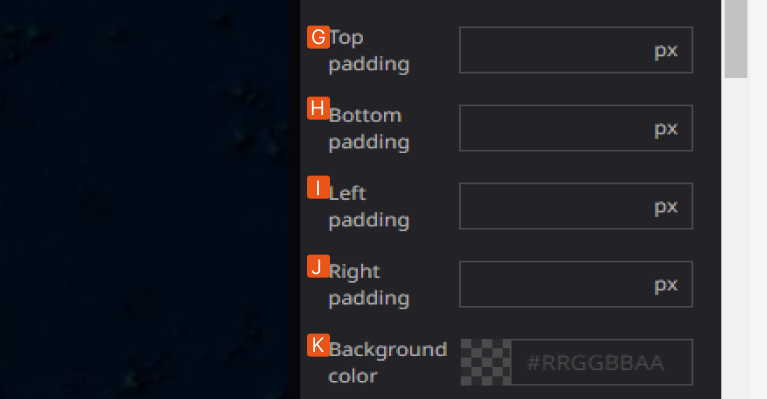 G Top
padding
px
H Bottom
padding
px
I Left
padding
px
J Right
padding
px
K Background
color
#RRGGBBAA